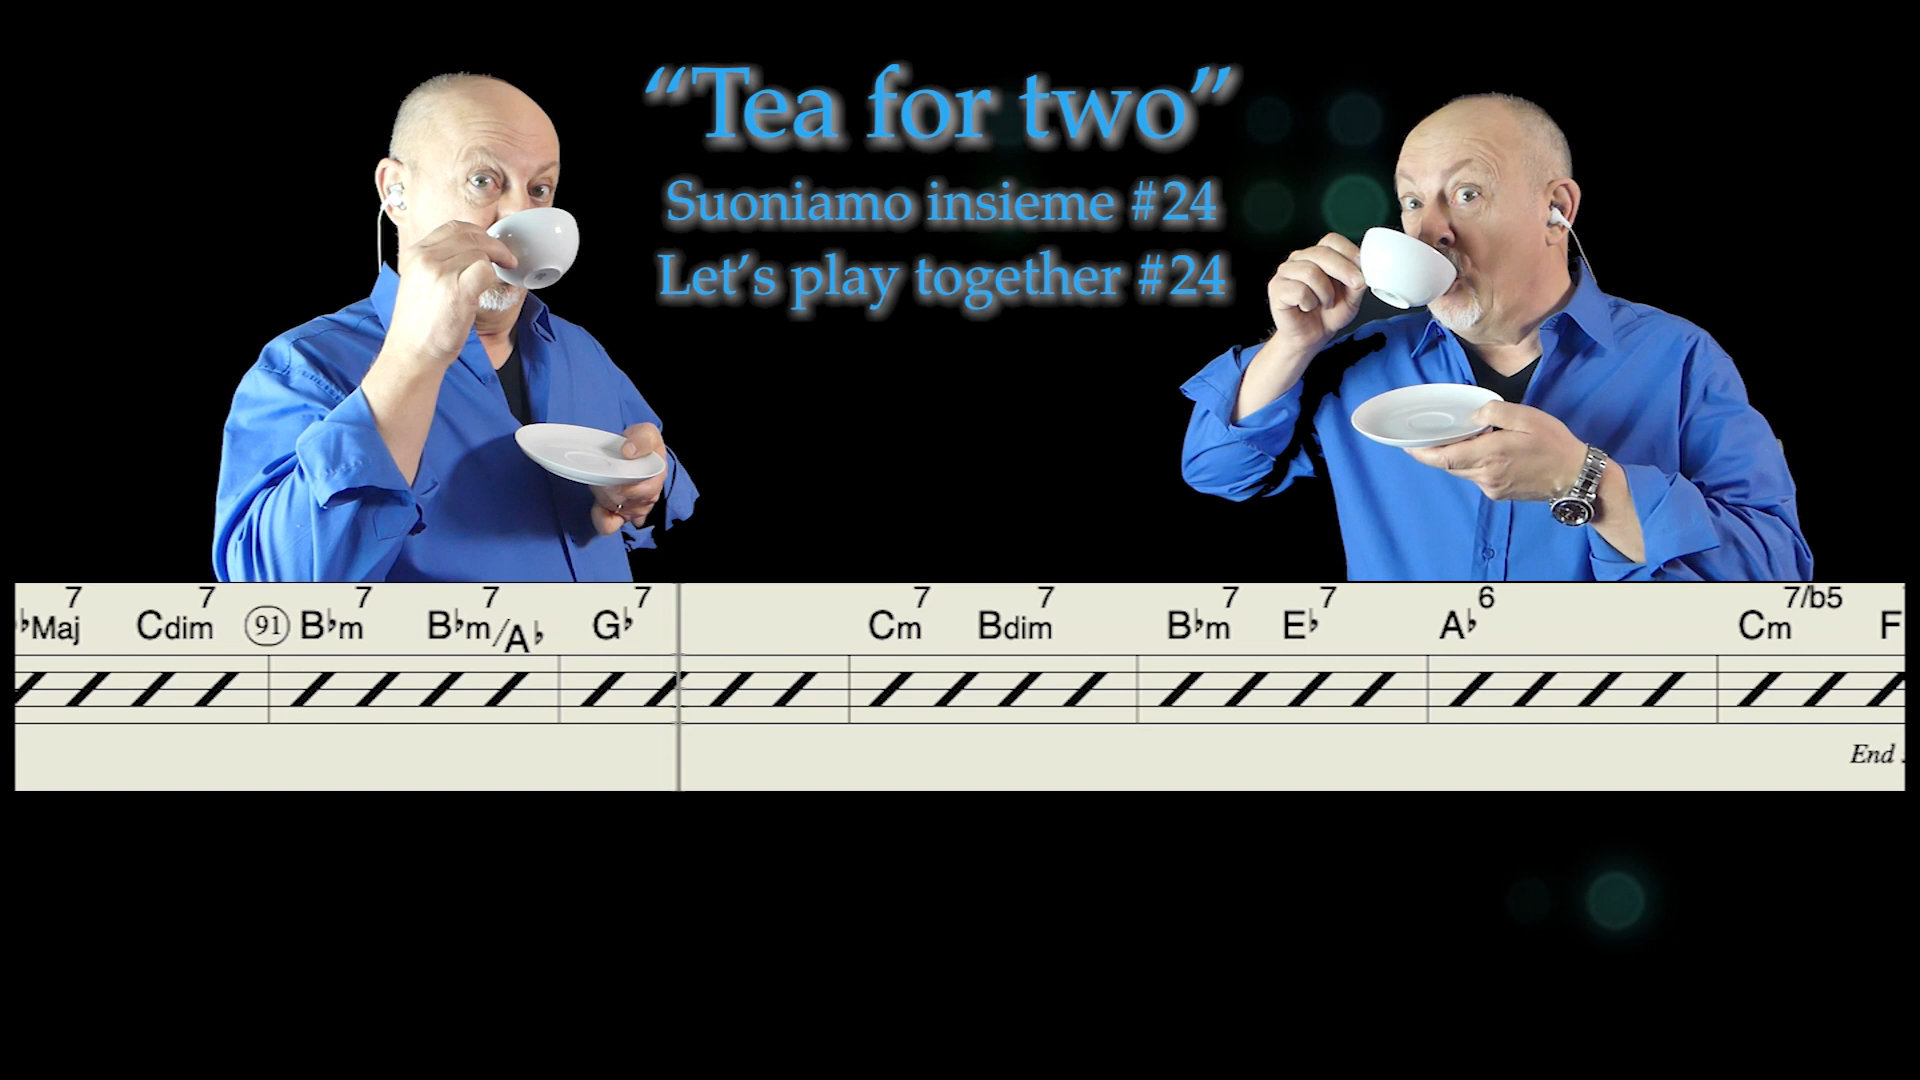 “Tea for two”
Suoniamo insieme #24
Let’s play together #24
♭Maj7 Cdim7 91 B♭m7 B♭m7/A♭ G♭7 Cm7 Bdim7 B♭m7 E♭7 A♭6 Cm7/b5 F
End